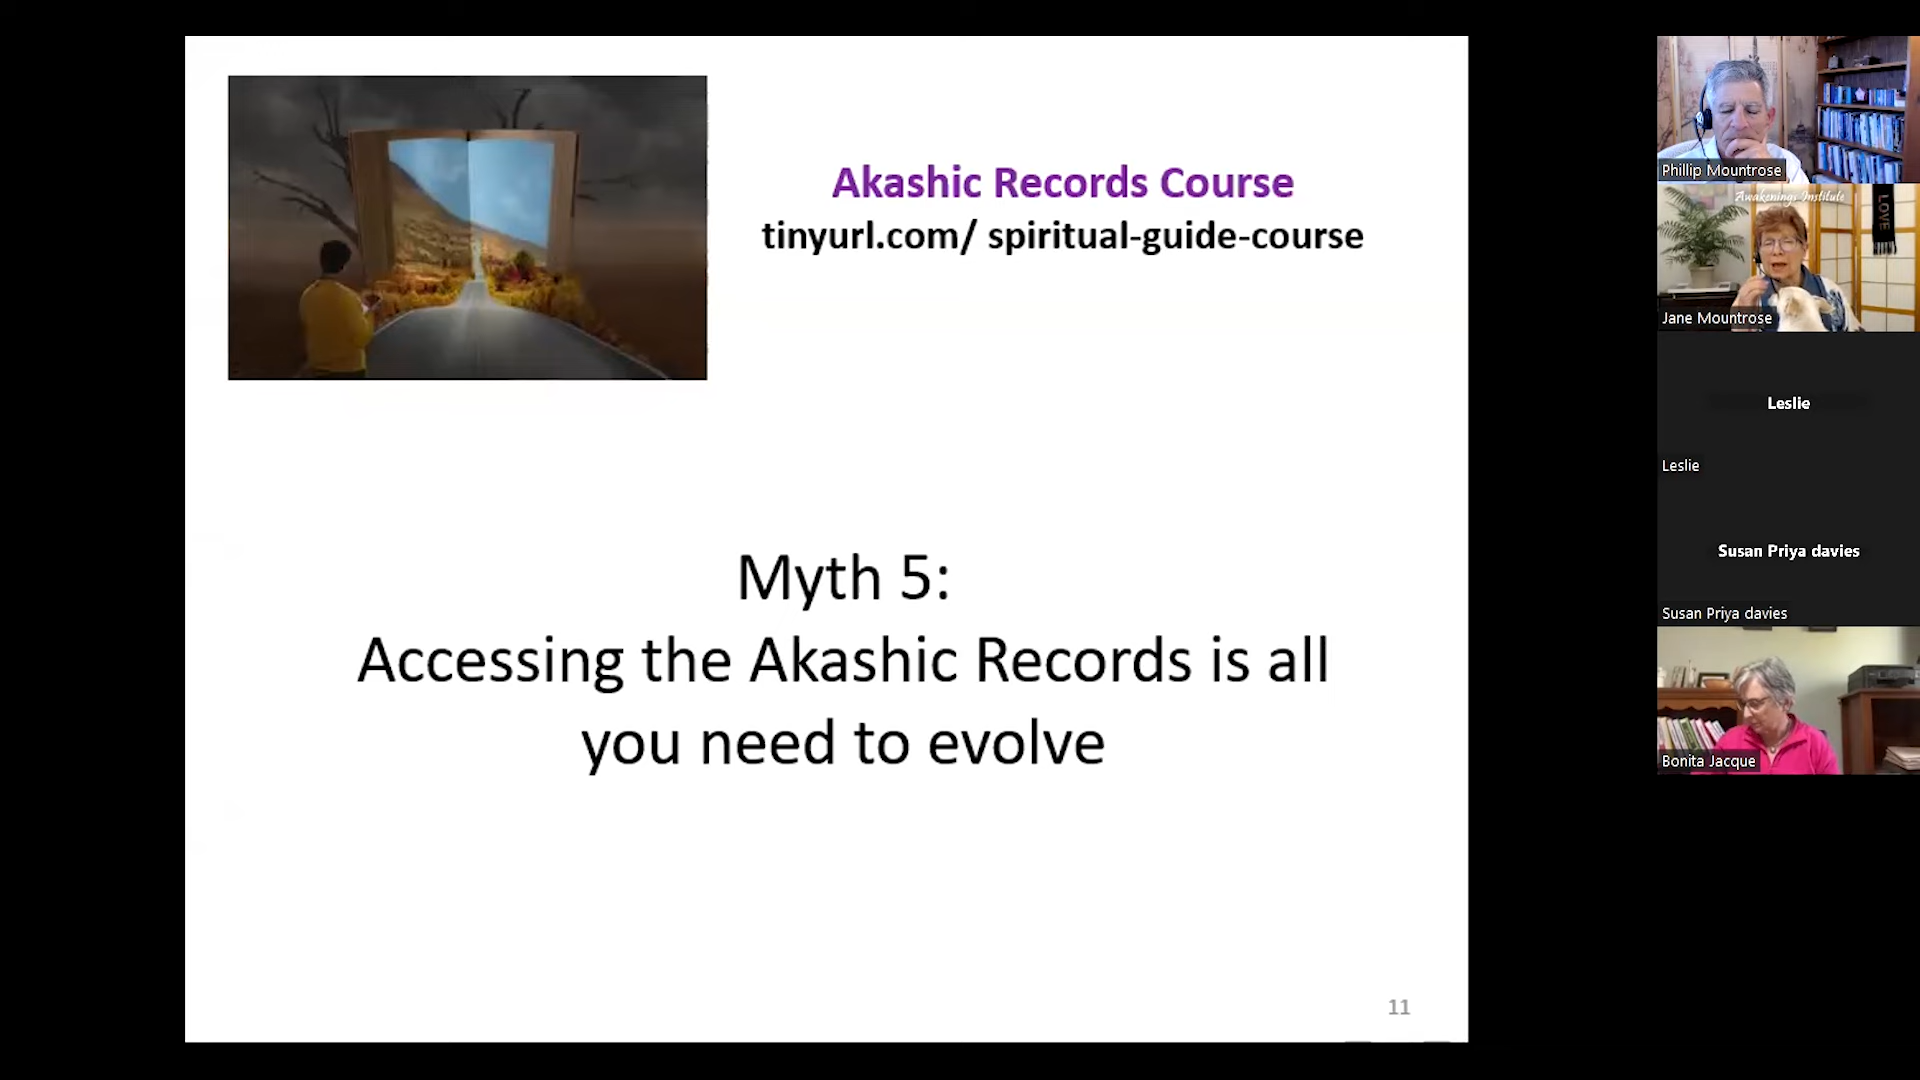 Akashic Records Course
tinyurl.com/ spiritual-guide-course
Myth 5:
Accessing the Akashic Records is all
you need to evolve
11
Phillip Mountrose
Awakenings Institute
LOVE
Jane Mountrose
Leslie
Leslie
Susan Priya davies
Susan Priya davies
Bonita Jacque